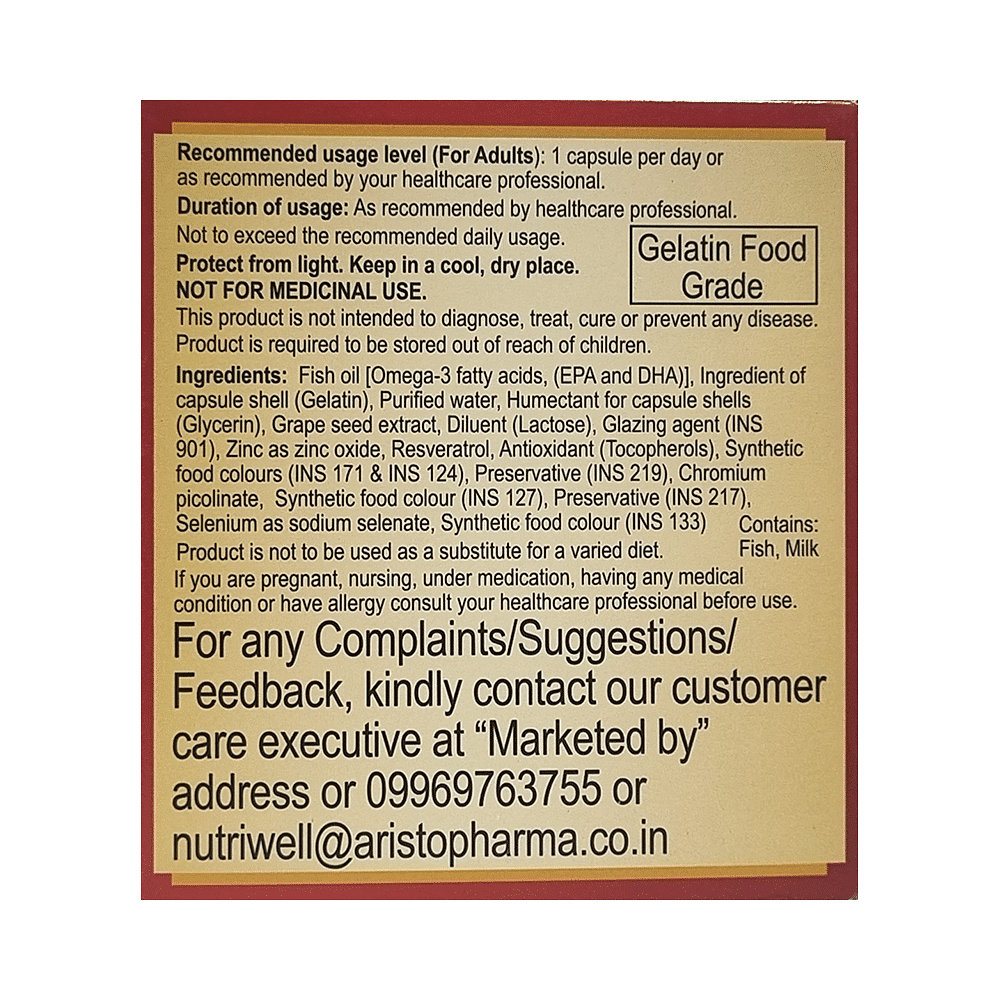 Recommended usage level (For Adults): 1 capsule per day or
as recommended by your healthcare professional.
Duration of usage: As recommended by healthcare professional.
Not to exceed the recommended daily usage.
Protect from light. Keep in a cool, dry place.
NOT FOR MEDICINAL USE.
Gelatin Food
Grade
This product is not intended to diagnose, treat, cure or prevent any disease.
Product is required to be stored out of reach of children.
Ingredients: Fish oil [Omega-3 fatty acids, (EPA and DHA)], Ingredient of
capsule shell (Gelatin), Purified water, Humectant for capsule shells
(Glycerin), Grape seed extract, Diluent (Lactose), Glazing agent (INS
901), Zinc as zinc oxide, Resveratrol, Antioxidant (Tocopherols), Synthetic
food colours (INS 171 & INS 124), Preservative (INS 219), Chromium
picolinate, Synthetic food colour (INS 127), Preservative (INS 217),
Selenium as sodium selenate, Synthetic food colour (INS 133)
Contains:
Fish, Milk
Product is not to be used as a substitute for a varied diet.
If you are pregnant, nursing, under medication, having any medical
condition or have allergy consult your healthcare professional before use.
For any Complaints/Suggestions/
Feedback, kindly contact our customer
care executive at “Marketed by”
address or 09969763755 or
nutriwell@aristopharma.co.in